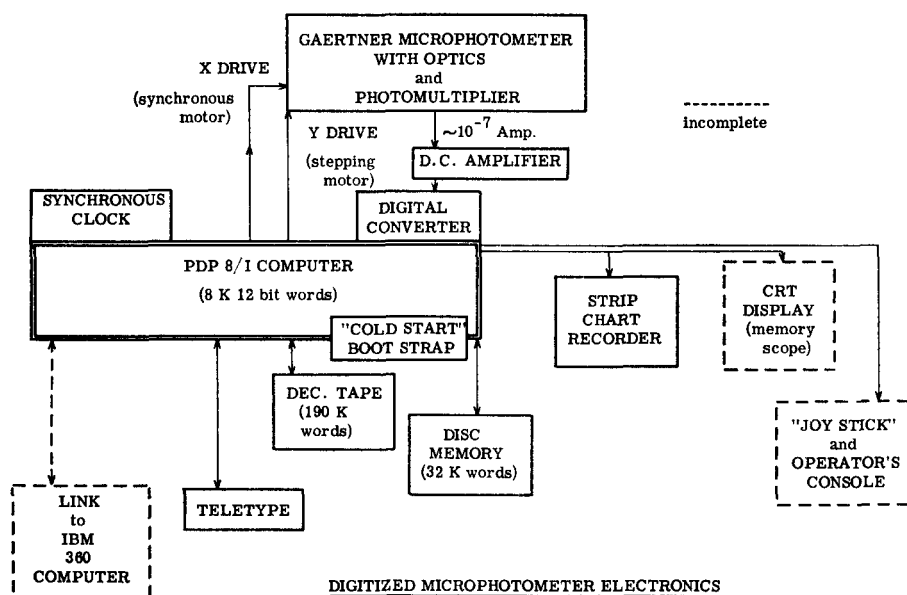 GAERTNER MICROPHOTOMETER
WITH OPTICS
and
PHOTOMULTIPLIER
X DRIVE
(synchronous
motor)
Y DRIVE
(stepping
motor)
~10⁻⁷ Amp.
incomplete
D.C. AMPLIFIER
SYNCHRONOUS
CLOCK
DIGITAL
CONVERTER
PDP 8/I COMPUTER
(8 K 12 bit words)
"COLD START"
BOOT STRAP
STRIP
CHART
RECORDER
CRT
DISPLAY
(memory
scope)
DEC. TAPE
(190 K
words)
DISC
MEMORY
(32 K words)
"JOY STICK"
and
OPERATOR'S
CONSOLE
LINK
to
IBM
360
COMPUTER
TELETYPE
DIGITIZED MICROPHOTOMETER ELECTRONICS